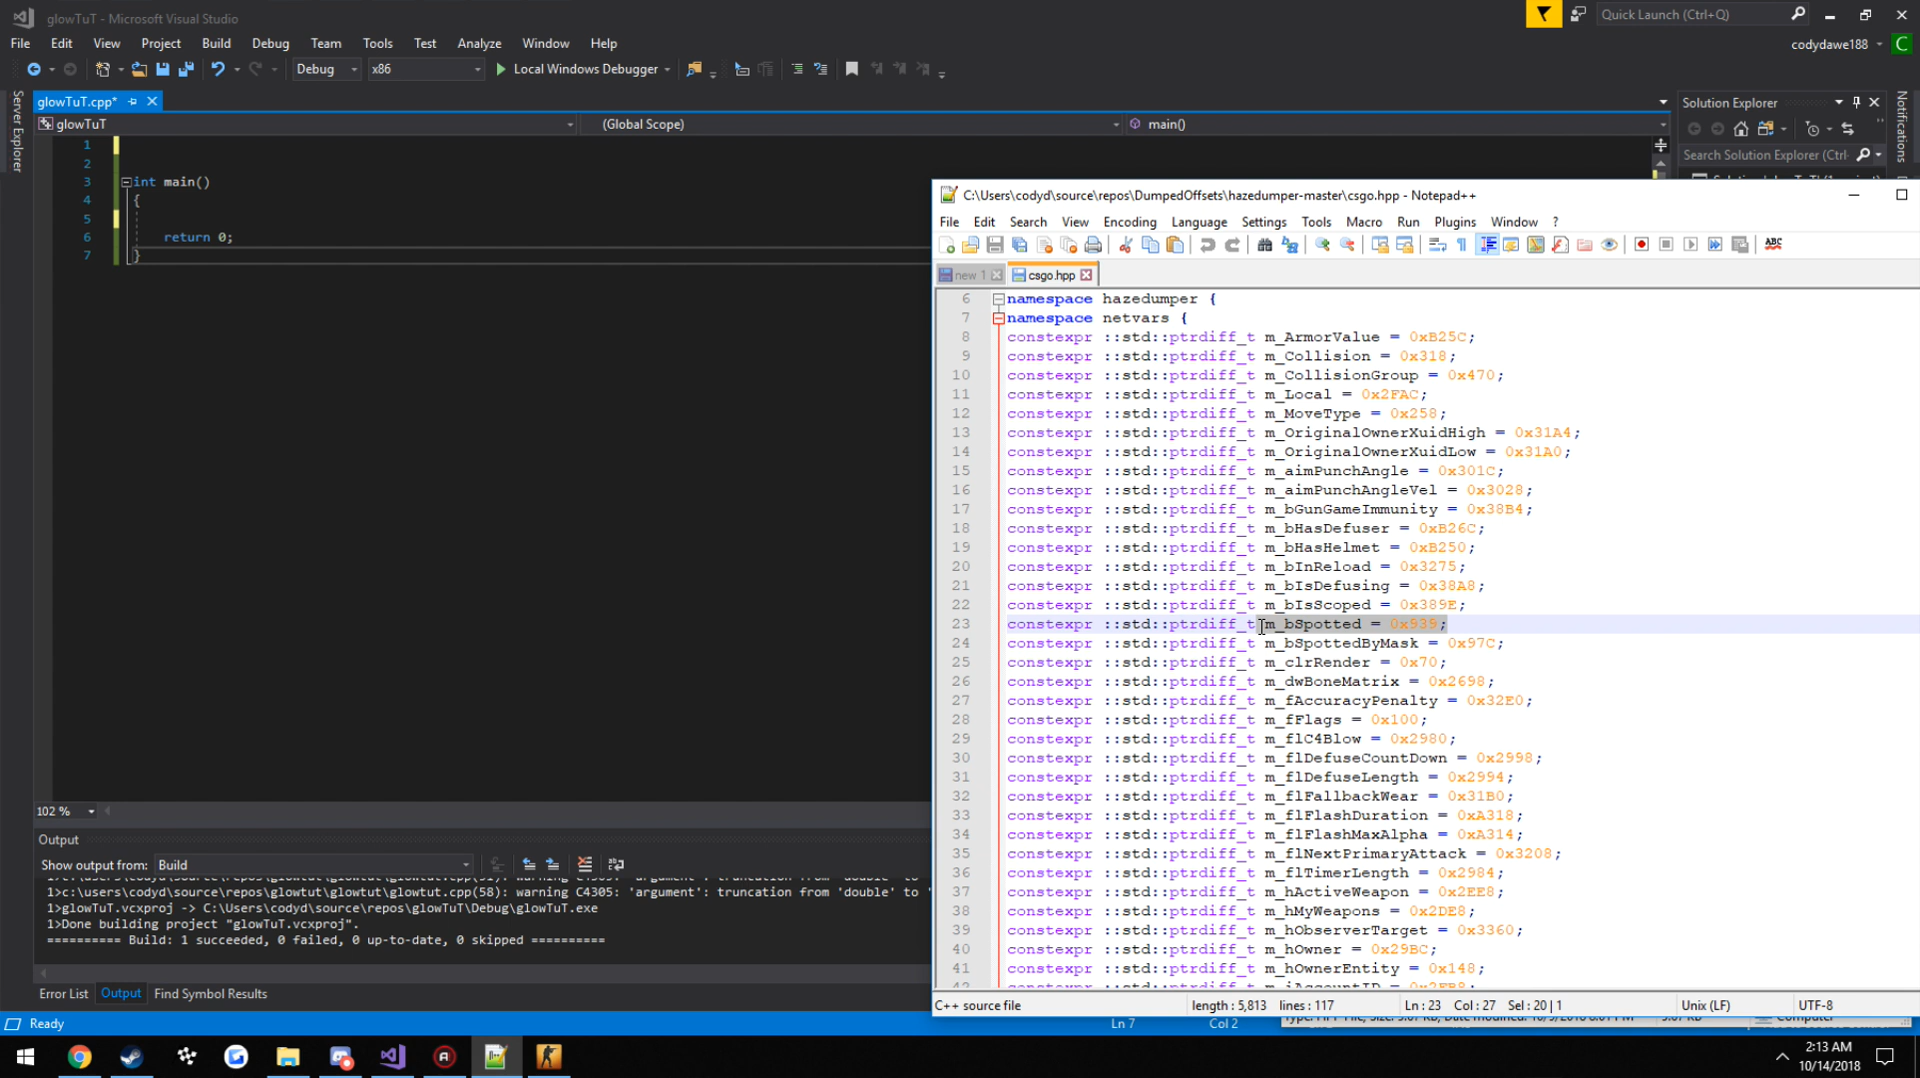 glowTuT - Microsoft Visual Studio
Quick Launch (Ctrl+Q)
File Edit View Project Build Debug Team Tools Test Analyze Window Help
codydawe188
C
Debug x86 Local Windows Debugger
Server Explorer
glowTuT.cpp*
glowTuT (Global Scope) main()
1
2
3 int main()
4 {
5
6 return 0;
7 }
102 %
Solution Explorer
Search Solution Explorer (Ctrl-
Notifications
C:\Users\codyd\source\repos\DumpedOffsets\hazedumper-master\csgo.hpp - Notepad++
File Edit Search View Encoding Language Settings Tools Macro Run Plugins Window ?
ABC
new 1 csgo.hpp
6 namespace hazedumper {
7 namespace netvars {
8 constexpr ::std::ptrdiff_t m_ArmorValue = 0xB25C;
9 constexpr ::std::ptrdiff_t m_Collision = 0x318;
10 constexpr ::std::ptrdiff_t m_CollisionGroup = 0x470;
11 constexpr ::std::ptrdiff_t m_Local = 0x2FAC;
12 constexpr ::std::ptrdiff_t m_MoveType = 0x258;
13 constexpr ::std::ptrdiff_t m_OriginalOwnerXuidHigh = 0x31A4;
14 constexpr ::std::ptrdiff_t m_OriginalOwnerXuidLow = 0x31A0;
15 constexpr ::std::ptrdiff_t m_aimPunchAngle = 0x301C;
16 constexpr ::std::ptrdiff_t m_aimPunchAngleVel = 0x3028;
17 constexpr ::std::ptrdiff_t m_bGunGameImmunity = 0x38B4;
18 constexpr ::std::ptrdiff_t m_bHasDefuser = 0xB26C;
19 constexpr ::std::ptrdiff_t m_bHasHelmet = 0xB250;
20 constexpr ::std::ptrdiff_t m_bInReload = 0x3275;
21 constexpr ::std::ptrdiff_t m_bIsDefusing = 0x38A8;
22 constexpr ::std::ptrdiff_t m_bIsScoped = 0x389E;
23 constexpr ::std::ptrdiff_t m_bSpotted = 0x939;
24 constexpr ::std::ptrdiff_t m_bSpottedByMask = 0x97C;
25 constexpr ::std::ptrdiff_t m_clrRender = 0x70;
26 constexpr ::std::ptrdiff_t m_dwBoneMatrix = 0x2698;
27 constexpr ::std::ptrdiff_t m_fAccuracyPenalty = 0x32E0;
28 constexpr ::std::ptrdiff_t m_fFlags = 0x100;
29 constexpr ::std::ptrdiff_t m_flC4Blow = 0x2980;
30 constexpr ::std::ptrdiff_t m_flDefuseCountDown = 0x2998;
31 constexpr ::std::ptrdiff_t m_flDefuseLength = 0x2994;
32 constexpr ::std::ptrdiff_t m_flFallbackWear = 0x31B0;
33 constexpr ::std::ptrdiff_t m_flFlashDuration = 0xA318;
34 constexpr ::std::ptrdiff_t m_flFlashMaxAlpha = 0xA314;
35 constexpr ::std::ptrdiff_t m_flNextPrimaryAttack = 0x3208;
36 constexpr ::std::ptrdiff_t m_flTimerLength = 0x2984;
37 constexpr ::std::ptrdiff_t m_hActiveWeapon = 0x2EE8;
38 constexpr ::std::ptrdiff_t m_hMyWeapons = 0x2DE8;
39 constexpr ::std::ptrdiff_t m_hObserverTarget = 0x3360;
40 constexpr ::std::ptrdiff_t m_hOwner = 0x29BC;
41 constexpr ::std::ptrdiff_t m_hOwnerEntity = 0x148;
C++ source file length : 5,813 lines : 117 Ln : 23 Col : 27 Sel : 20 | 1 Unix (LF) UTF-8
Output
Show output from: Build
1>c:\users\codyd\source\repos\glowtut\glowtut\glowtut.cpp(58): warning C4305: 'argument': truncation from 'double' to '
1>glowTuT.vcxproj -> C:\Users\codyd\source\repos\glowTuT\Debug\glowTuT.exe
1>Done building project "glowTuT.vcxproj".
========== Build: 1 succeeded, 0 failed, 0 up-to-date, 0 skipped ==========
Error List Output Find Symbol Results
Ready Ln 7 Col 2
2:13 AM
10/14/2018